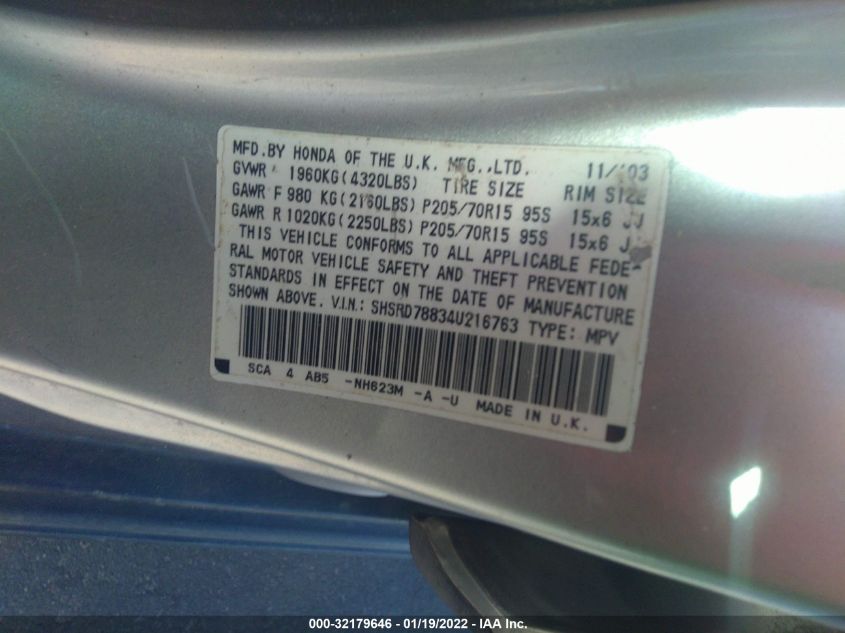 MFD.BY HONDA OF THE U.K. MFG.,LTD. 11/'03
GVWR 1960KG(4320LBS) TIRE SIZE RIM SIZE
GAWR F 980 KG(2160LBS) P205/70R15 95S 15x6 JJ
GAWR R 1020KG(2250LBS) P205/70R15 95S 15x6 J
THIS VEHICLE CONFORMS TO ALL APPLICABLE FEDE-
RAL MOTOR VEHICLE SAFETY AND THEFT PREVENTION
STANDARDS IN EFFECT ON THE DATE OF MANUFACTURE
SHOWN ABOVE. V.I.N.: SHSRD78834U216763 TYPE: MPV
SCA 4 AB5 -NH623M -A -U MADE IN U.K.
000-32179646 - 01/19/2022 - IAA Inc.